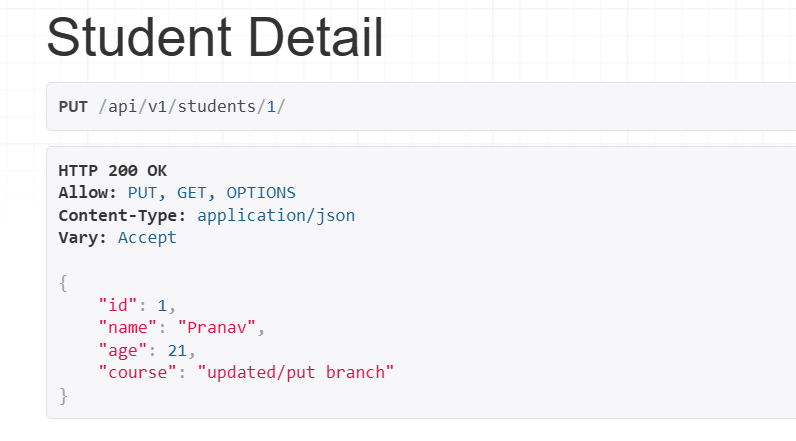 Student Detail
PUT /api/v1/students/1/
HTTP 200 OK
Allow: PUT, GET, OPTIONS
Content-Type: application/json
Vary: Accept
{
    "id": 1,
    "name": "Pranav",
    "age": 21,
    "course": "updated/put branch"
}